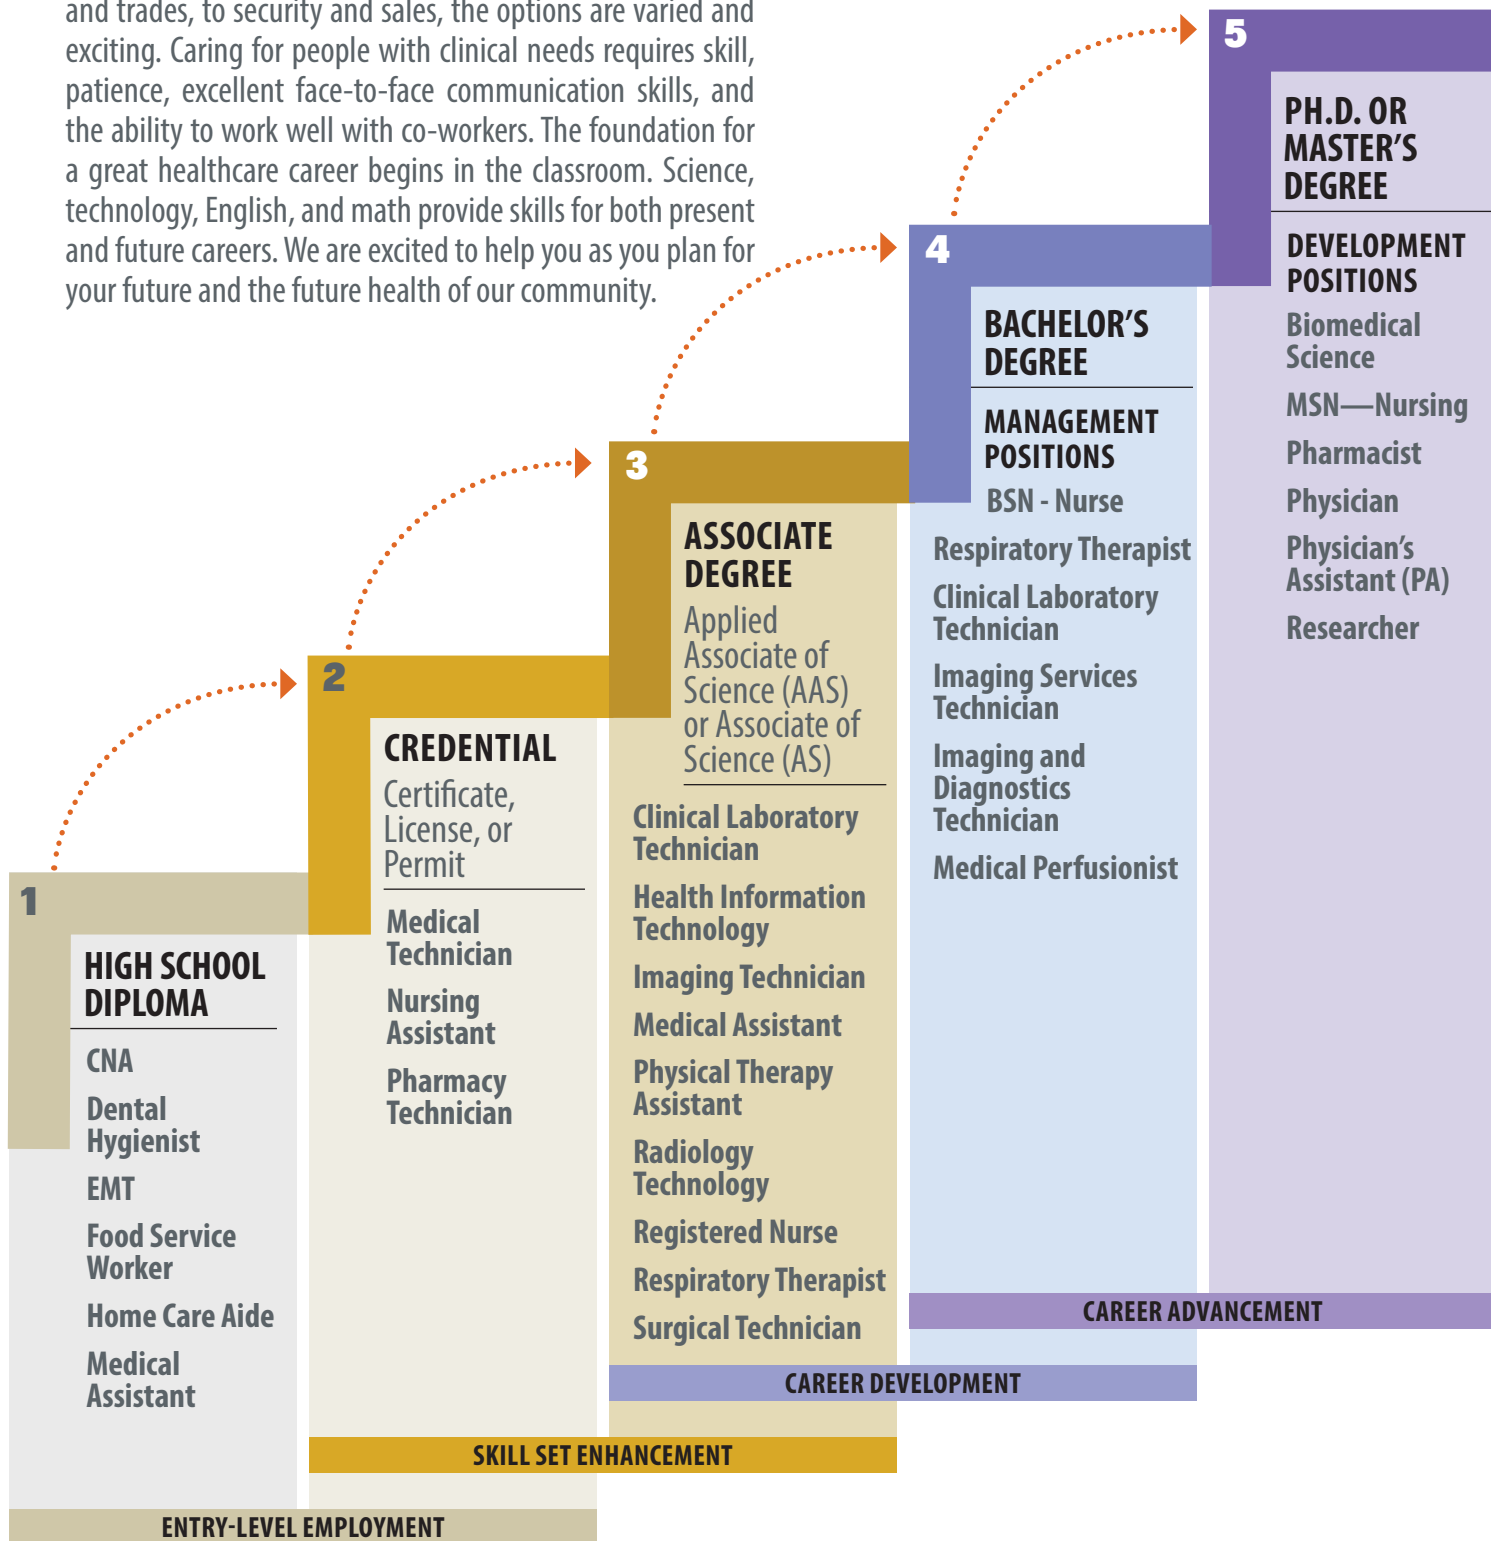 and trades, to security and sales, the options are varied and
exciting. Caring for people with clinical needs requires skill,
patience, excellent face-to-face communication skills, and
the ability to work well with co-workers. The foundation for
a great healthcare career begins in the classroom. Science,
technology, English, and math provide skills for both present
and future careers. We are excited to help you as you plan for
your future and the future health of our community.
1
HIGH SCHOOL
DIPLOMA
CNA
Dental
Hygienist
EMT
Food Service
Worker
Home Care Aide
Medical
Assistant
2
CREDENTIAL
Certificate,
License, or
Permit
Medical
Technician
Nursing
Assistant
Pharmacy
Technician
3
ASSOCIATE
DEGREE
Applied
Associate of
Science (AAS)
or Associate of
Science (AS)
Clinical Laboratory
Technician
Health Information
Technology
Imaging Technician
Medical Assistant
Physical Therapy
Assistant
Radiology
Technology
Registered Nurse
Respiratory Therapist
Surgical Technician
4
BACHELOR'S
DEGREE
MANAGEMENT
POSITIONS
BSN - Nurse
Respiratory Therapist
Clinical Laboratory
Technician
Imaging Services
Technician
Imaging and
Diagnostics
Technician
Medical Perfusionist
5
PH.D. OR
MASTER'S
DEGREE
DEVELOPMENT
POSITIONS
Biomedical
Science
MSN—Nursing
Pharmacist
Physician
Physician's
Assistant (PA)
Researcher
CAREER ADVANCEMENT
CAREER DEVELOPMENT
SKILL SET ENHANCEMENT
ENTRY-LEVEL EMPLOYMENT